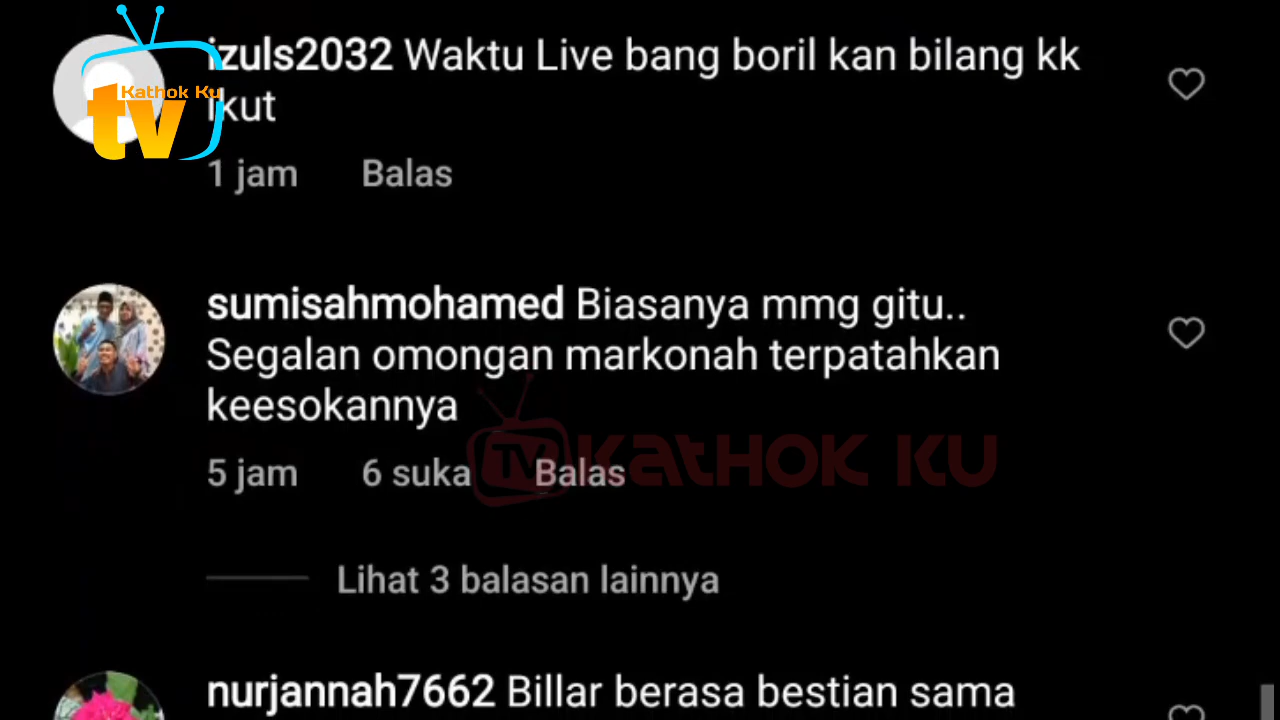 izuls2032 Waktu Live bang boril kan bilang kk
ikut
Kathok Ku
tv
1 jam Balas
sumisahmohamed Biasanya mmg gitu..
Segalan omongan markonah terpatahkan
keesokannya
5 jam 6 suka Balas
TV KATHOK KU
Lihat 3 balasan lainnya
nurjannah7662 Billar berasa bestian sama